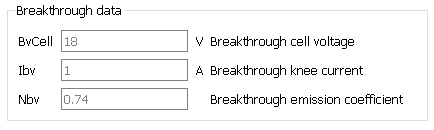 Breakthrough data
BvCell 18 V Breakthrough cell voltage
Ibv 1 A Breakthrough knee current
Nbv 0.74 Breakthrough emission coefficient